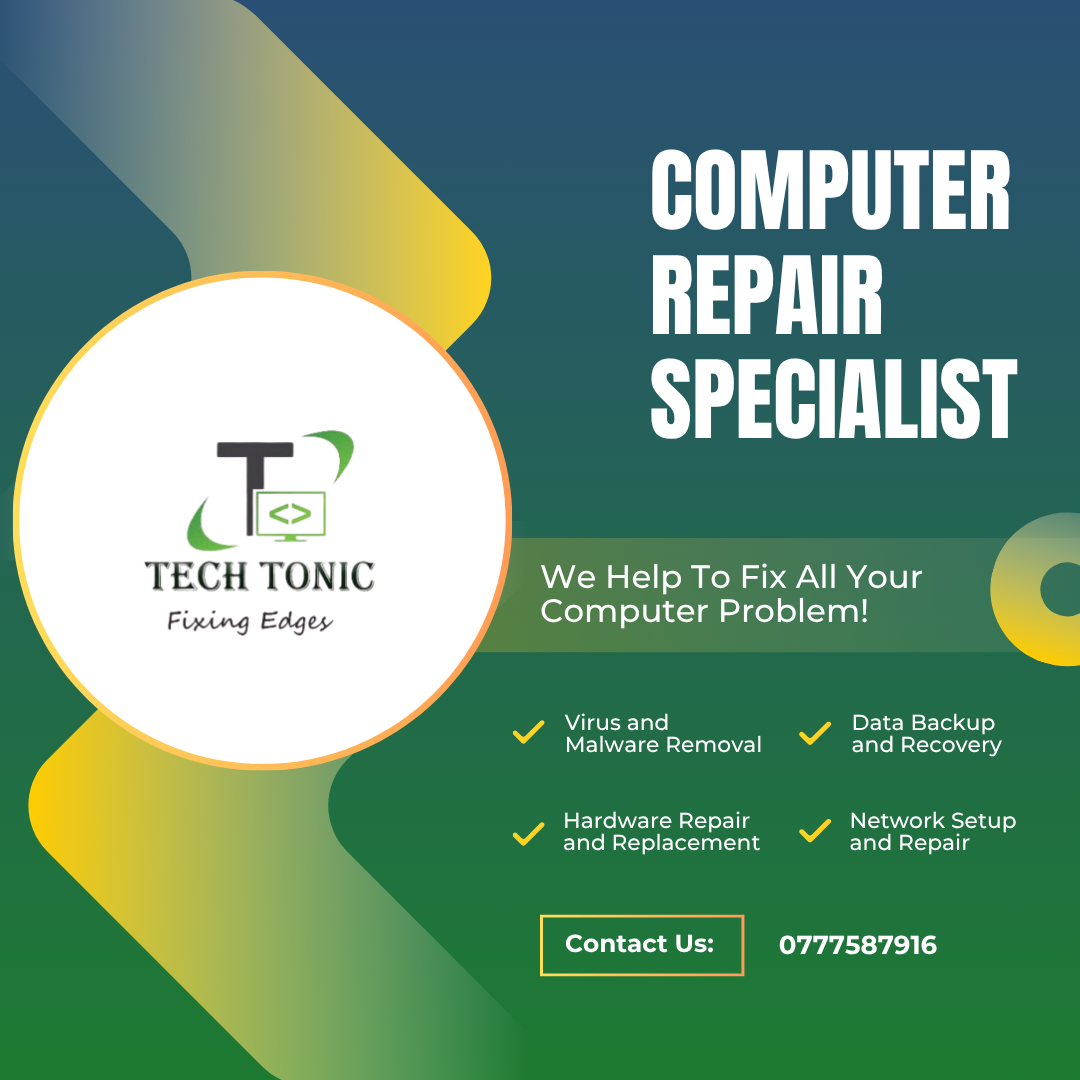 COMPUTER
REPAIR
SPECIALIST
T
<>
TECH TONIC
Fixing Edges
We Help To Fix All Your
Computer Problem!
Virus and
Malware Removal
Data Backup
and Recovery
Hardware Repair
and Replacement
Network Setup
and Repair
Contact Us:
0777587916